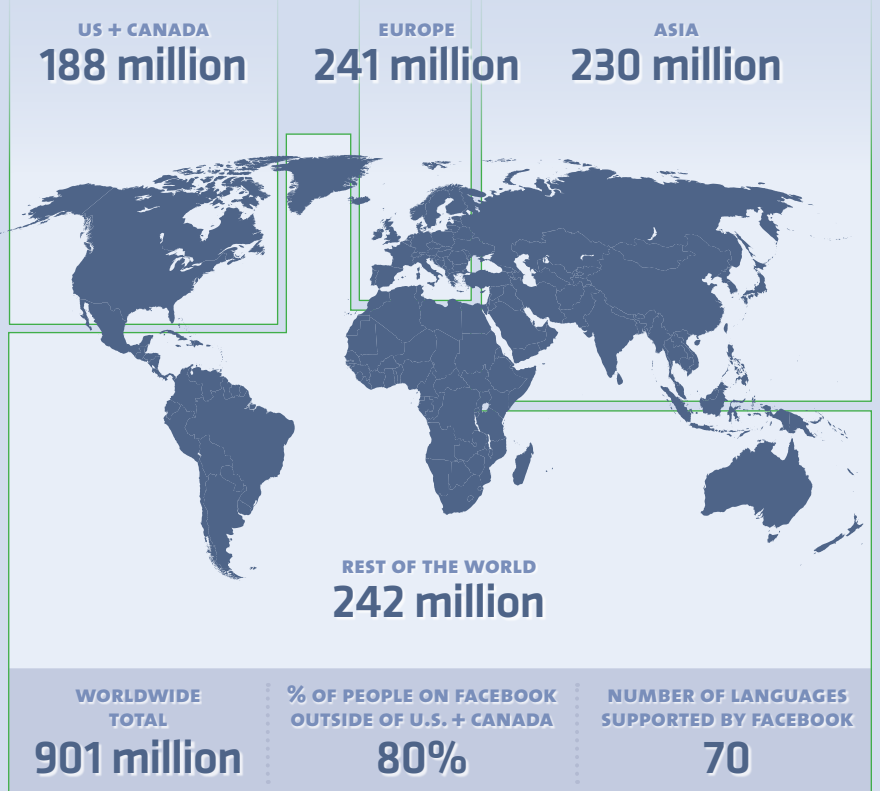 US + CANADA
188 million
EUROPE
241 million
ASIA
230 million
REST OF THE WORLD
242 million
WORLDWIDE
TOTAL
901 million
% OF PEOPLE ON FACEBOOK
OUTSIDE OF U.S. + CANADA
80%
NUMBER OF LANGUAGES
SUPPORTED BY FACEBOOK
70